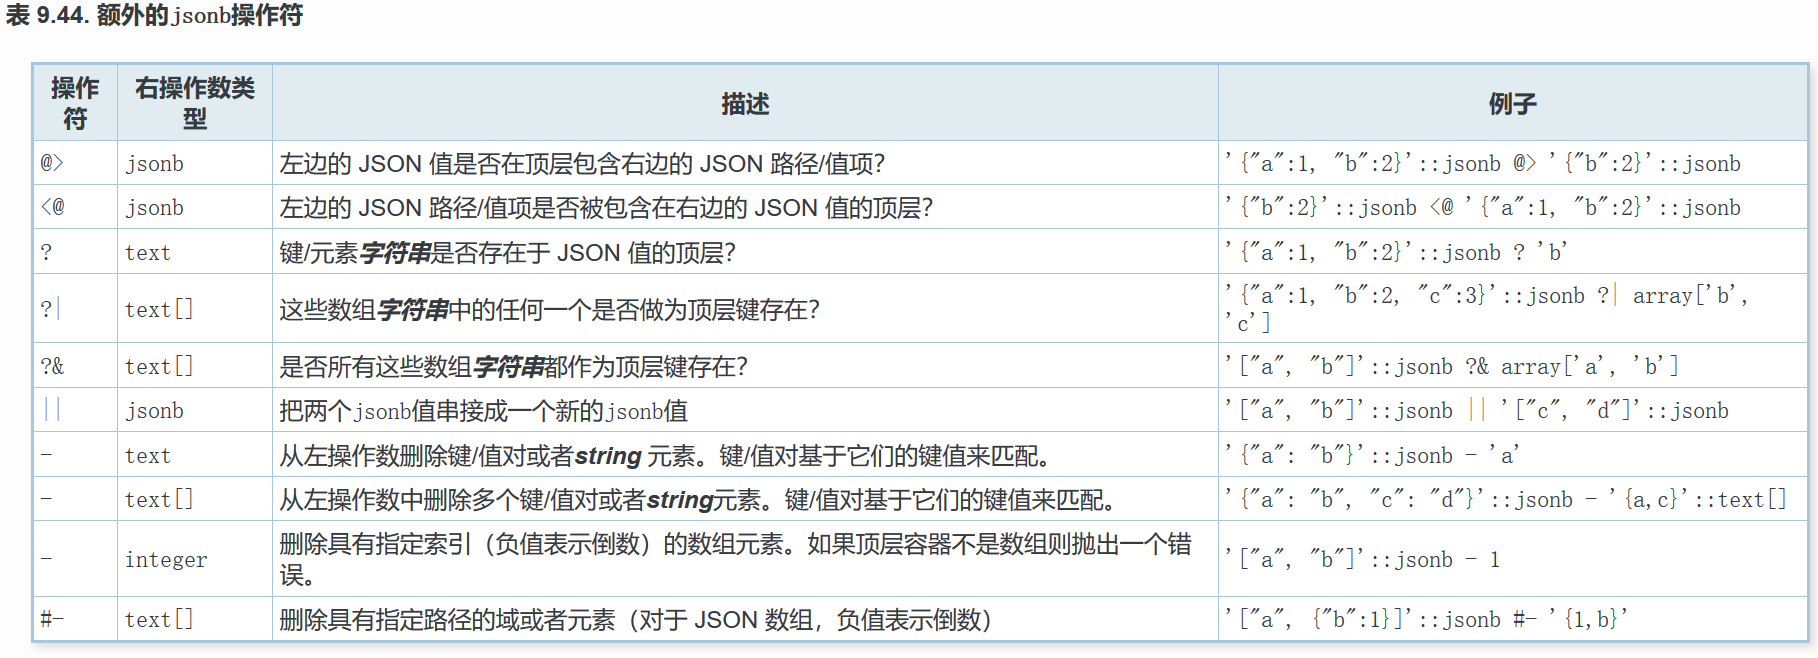 表 9.44. 额外的jsonb操作符
操作符 右操作数类型 描述 例子
@> jsonb 左边的 JSON 值是否在顶层包含右边的 JSON 路径/值项？ '{"a":1, "b":2}'::jsonb @> '{"b":2}'::jsonb
<@ jsonb 左边的 JSON 路径/值项是否被包含在右边的 JSON 值的顶层？ '{"b":2}'::jsonb <@ '{"a":1, "b":2}'::jsonb
? text 键/元素字符串是否存在于 JSON 值的顶层？ '{"a":1, "b":2}'::jsonb ? 'b'
?| text[] 这些数组字符串中的任何一个是否做为顶层键存在？ '{"a":1, "b":2, "c":3}'::jsonb ?| array['b',
'c']
?& text[] 是否所有这些数组字符串都作为顶层键存在？ '["a", "b"]'::jsonb ?& array['a', 'b']
|| jsonb 把两个jsonb值串接成一个新的jsonb值 '["a", "b"]'::jsonb || '["c", "d"]'::jsonb
- text 从左操作数删除键/值对或者string 元素。键/值对基于它们的键值来匹配。 '{"a": "b"}'::jsonb - 'a'
- text[] 从左操作数中删除多个键/值对或者string元素。键/值对基于它们的键值来匹配。 '{"a": "b", "c": "d"}'::jsonb - '{a,c}'::text[]
- integer 删除具有指定索引（负值表示倒数）的数组元素。如果顶层容器不是数组则抛出一个错
误。 '["a", "b"]'::jsonb - 1
#- text[] 删除具有指定路径的域或者元素（对于 JSON 数组，负值表示倒数） '["a", {"b":1}]'::jsonb #- '{1,b}'